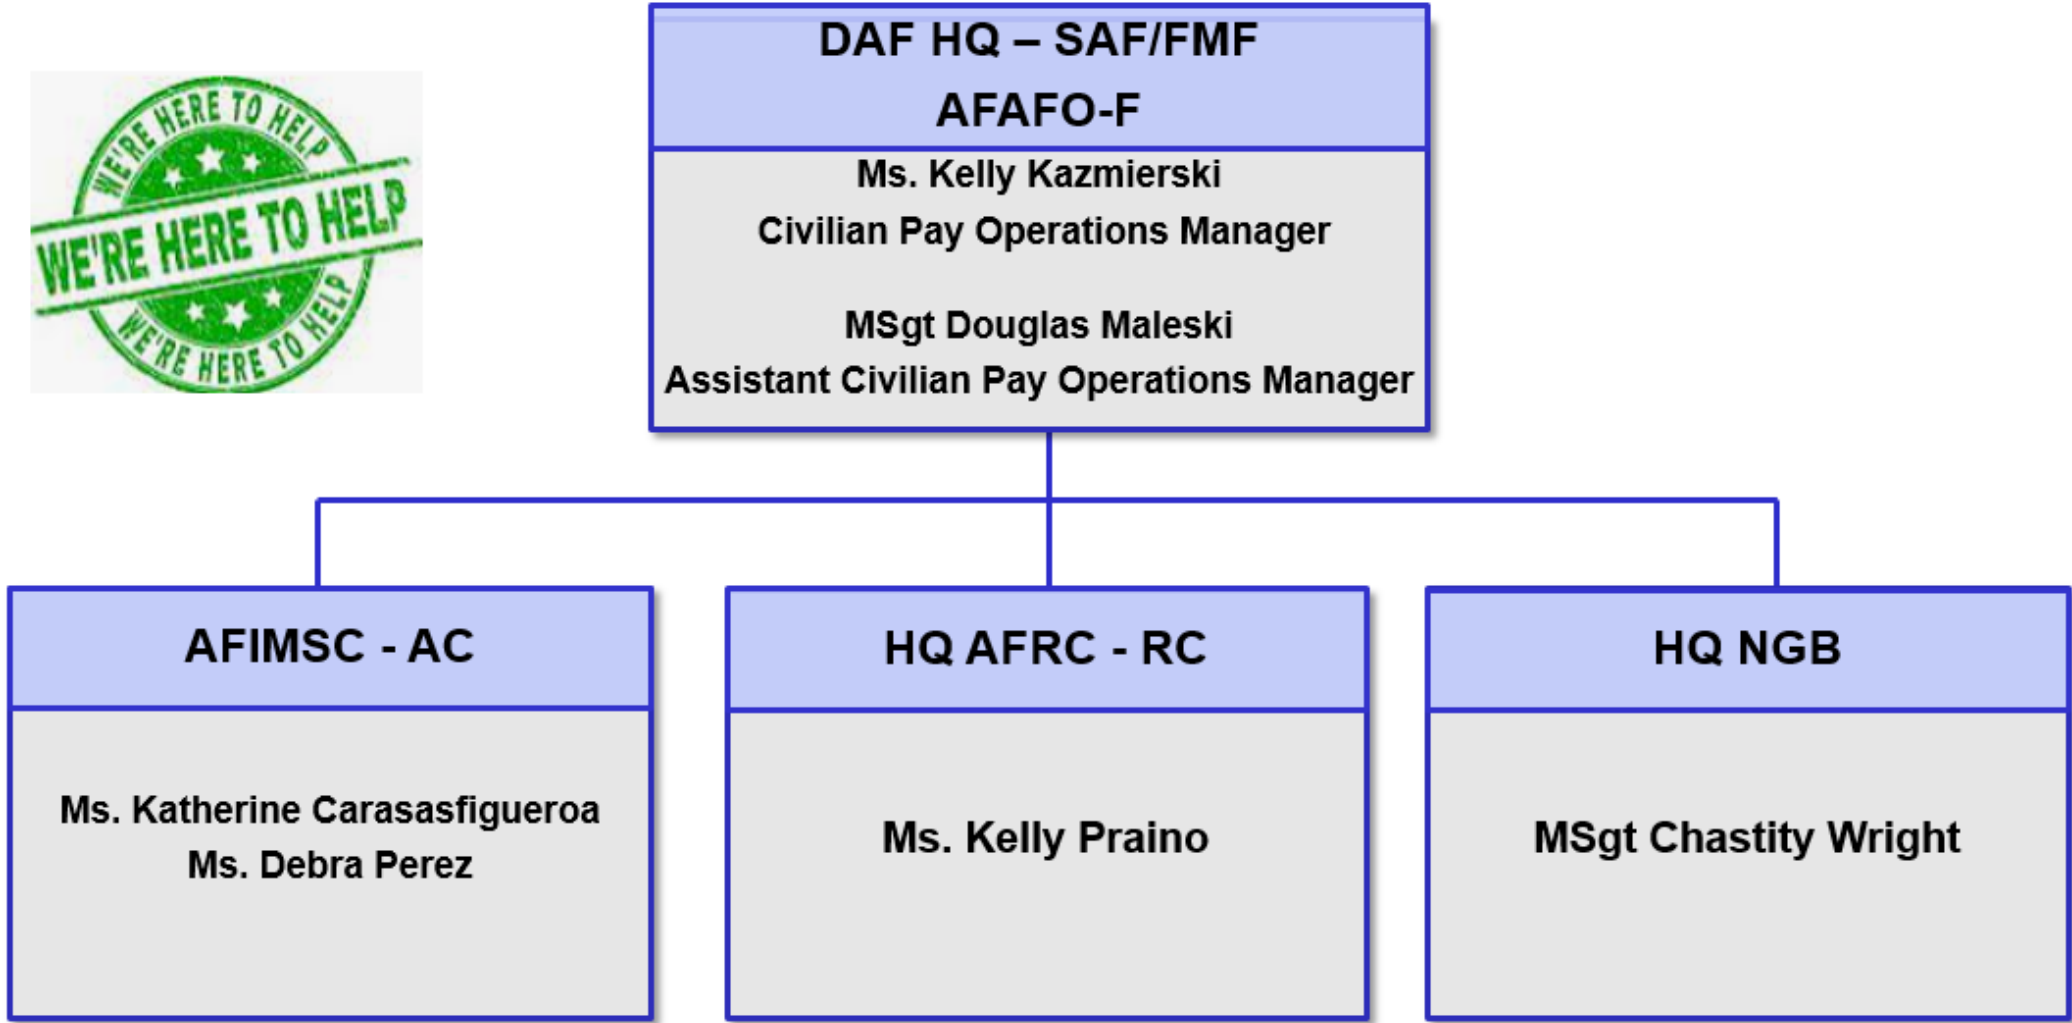 WE'RE HERE TO HELP
WE'RE HERE TO HELP
WE'RE HERE TO HELP
DAF HQ – SAF/FMF
AFAFO-F
Ms. Kelly Kazmierski
Civilian Pay Operations Manager
MSgt Douglas Maleski
Assistant Civilian Pay Operations Manager
AFIMSC - AC
Ms. Katherine Carasasfigueroa
Ms. Debra Perez
HQ AFRC - RC
Ms. Kelly Praino
HQ NGB
MSgt Chastity Wright